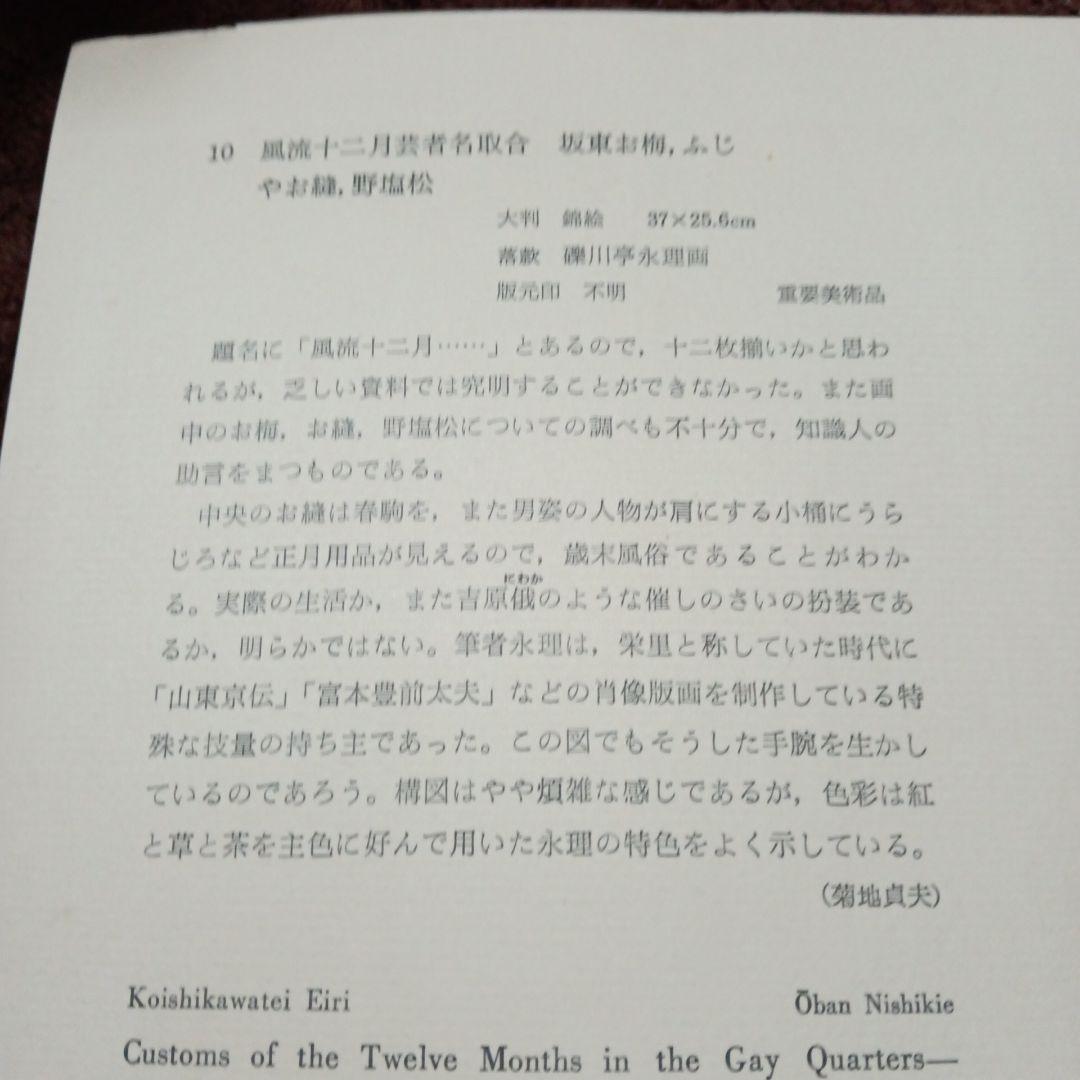 10　風流十二月芸者名取合　坂東お梅，ふじ
やお縫，野塩松
大判　錦絵　37×25.6cm
落款　礫川亭永理画
版元印　不明　重要美術品
題名に「風流十二月……」とあるので，十二枚揃いかと思わ
れるが，乏しい資料では究明することができなかった。また画
中のお梅，お縫，野塩松についての調べも不十分で，知識人の
助言をまつものである。
中央のお縫は春駒を，また男姿の人物が肩にする小桶にうら
じろなど正月用品が見えるので，歳末風俗であることがわか
にわか
る。実際の生活か，また吉原俄のような催しのさいの扮装であ
るか，明らかではない。筆者永理は，栄里と称していた時代に
「山東京伝」「富本豊前太夫」などの肖像版画を制作している特
殊な技量の持ち主であった。この図でもそうした手腕を生かし
ているのであろう。構図はやや煩雑な感じであるが，色彩は紅
と草と茶を主色に好んで用いた永理の特色をよく示している。
（菊地貞夫）
Koishikawatei Eiri　Ōban Nishikie
Customs of the Twelve Months in the Gay Quarters—